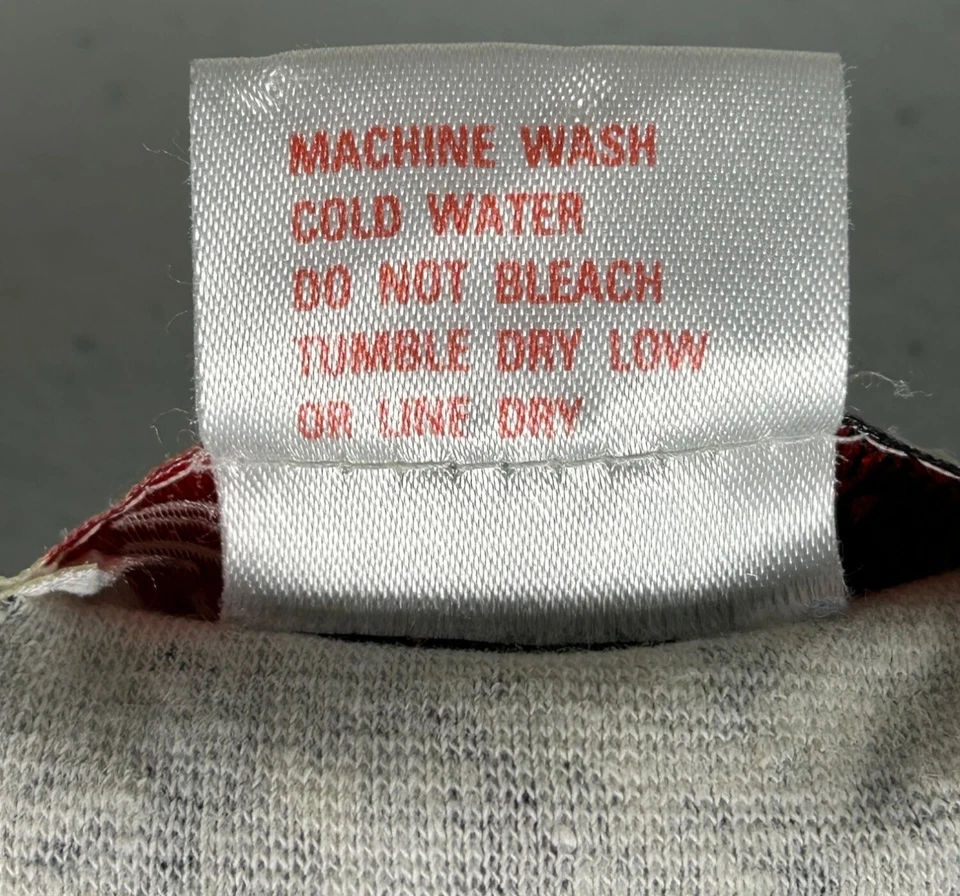 MACHINE WASH
COLD WATER
DO NOT BLEACH
TUMBLE DRY LOW
OR LINE DRY